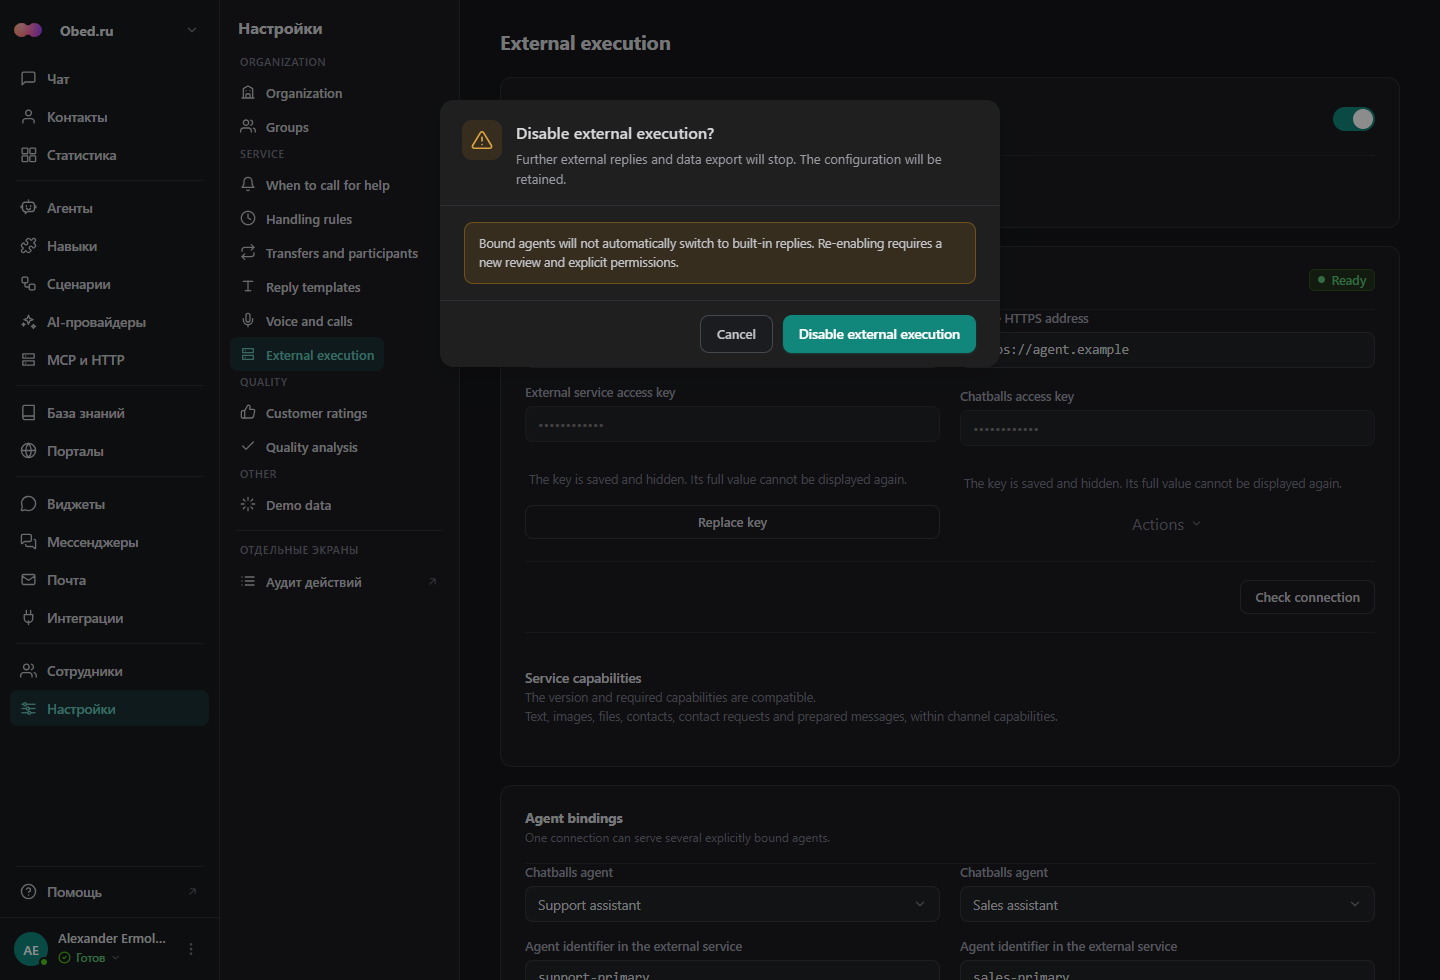 Obed.ru
Чат
Контакты
Статистика
Агенты
Навыки
Сценарии
AI-провайдеры
MCP и HTTP
База знаний
Порталы
Виджеты
Мессенджеры
Почта
Интеграции
Сотрудники
Настройки
Помощь
AE
Alexander Ermol...
Готов
Настройки
ORGANIZATION
Organization
Groups
SERVICE
When to call for help
Handling rules
Transfers and participants
Reply templates
Voice and calls
External execution
QUALITY
Customer ratings
Quality analysis
OTHER
Demo data
ОТДЕЛЬНЫЕ ЭКРАНЫ
Аудит действий
External execution
Disable external execution?
Further external replies and data export will stop. The configuration will be
retained.
Bound agents will not automatically switch to built-in replies. Re-enabling requires a
new review and explicit permissions.
Cancel
Disable external execution
Ready
HTTPS address
s://agent.example
External service access key
••••••••••••
Chatballs access key
••••••••••••
The key is saved and hidden. Its full value cannot be displayed again.
The key is saved and hidden. Its full value cannot be displayed again.
Replace key
Actions
Check connection
Service capabilities
The version and required capabilities are compatible.
Text, images, files, contacts, contact requests and prepared messages, within channel capabilities.
Agent bindings
One connection can serve several explicitly bound agents.
Chatballs agent
Chatballs agent
Support assistant
Sales assistant
Agent identifier in the external service
Agent identifier in the external service
support-primary
sales-primary